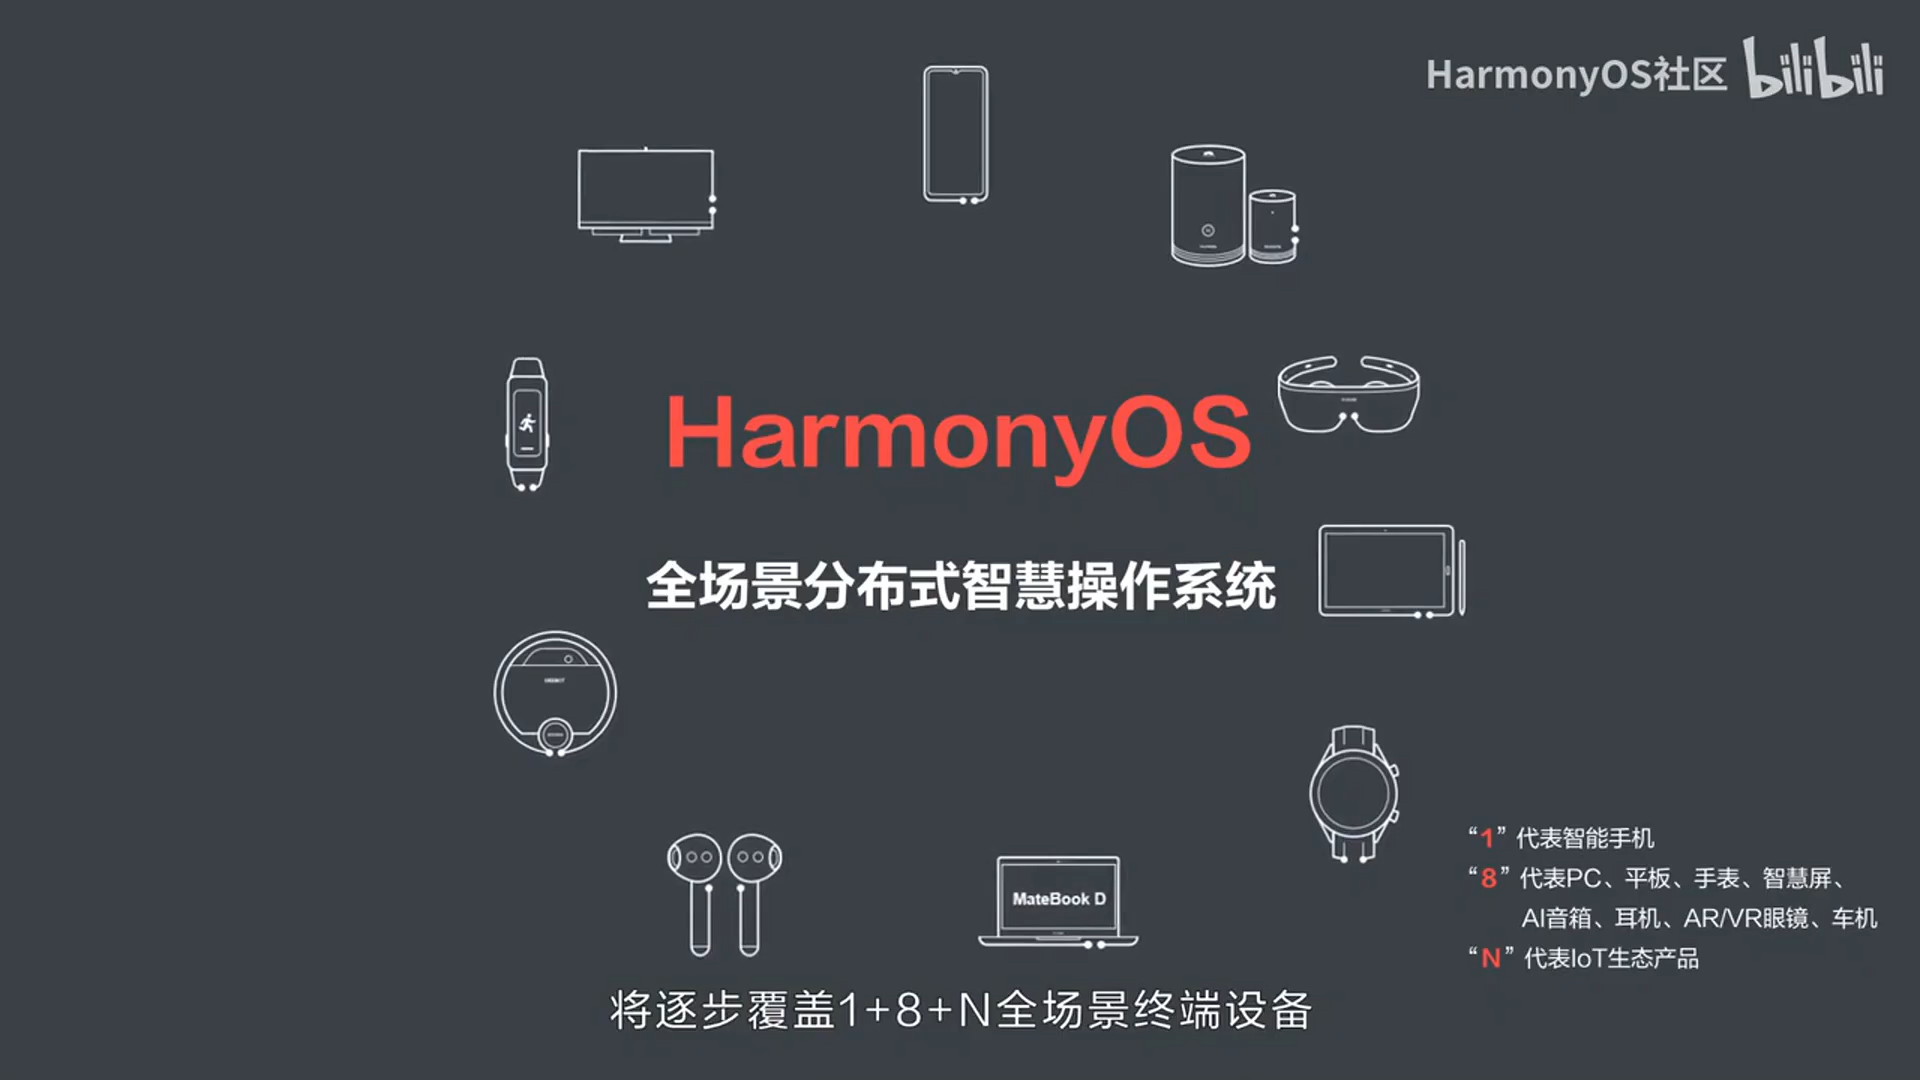 HarmonyOS社区 bilibili
HarmonyOS
全场景分布式智慧操作系统
MateBook D
“1”代表智能手机
“8”代表PC、平板、手表、智慧屏、
AI音箱、耳机、AR/VR眼镜、车机
“N”代表IoT生态产品
将逐步覆盖1+8+N全场景终端设备